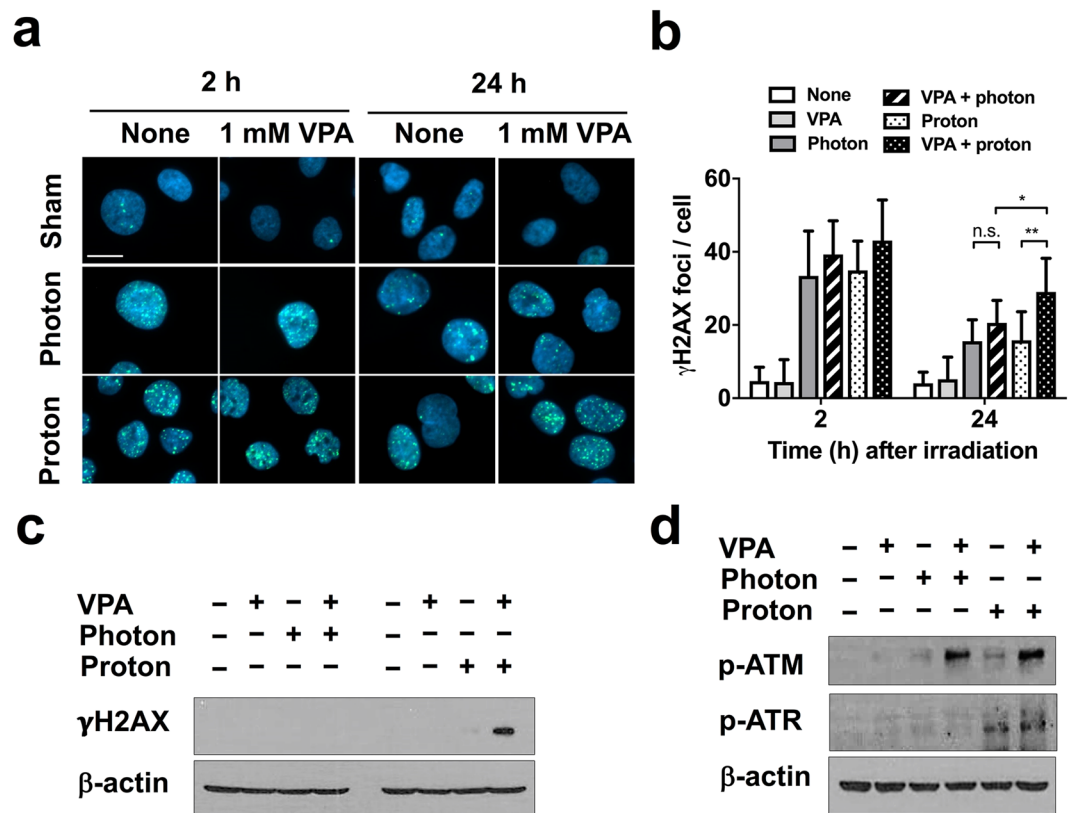 a
2 h 24 h
None 1 mM VPA None 1 mM VPA
Sham
Photon
Proton
b
None
VPA
Photon
VPA + photon
Proton
VPA + proton
γH2AX foci / cell
60
40
20
0
n.s.
*
**
2 24
Time (h) after irradiation
c
VPA – + – + – + – +
Photon – – + + – – – –
Proton – – – – – – + +
γH2AX
β-actin
d
VPA – + – + – +
Photon – – + + – –
Proton – – – – + +
p-ATM
p-ATR
β-actin